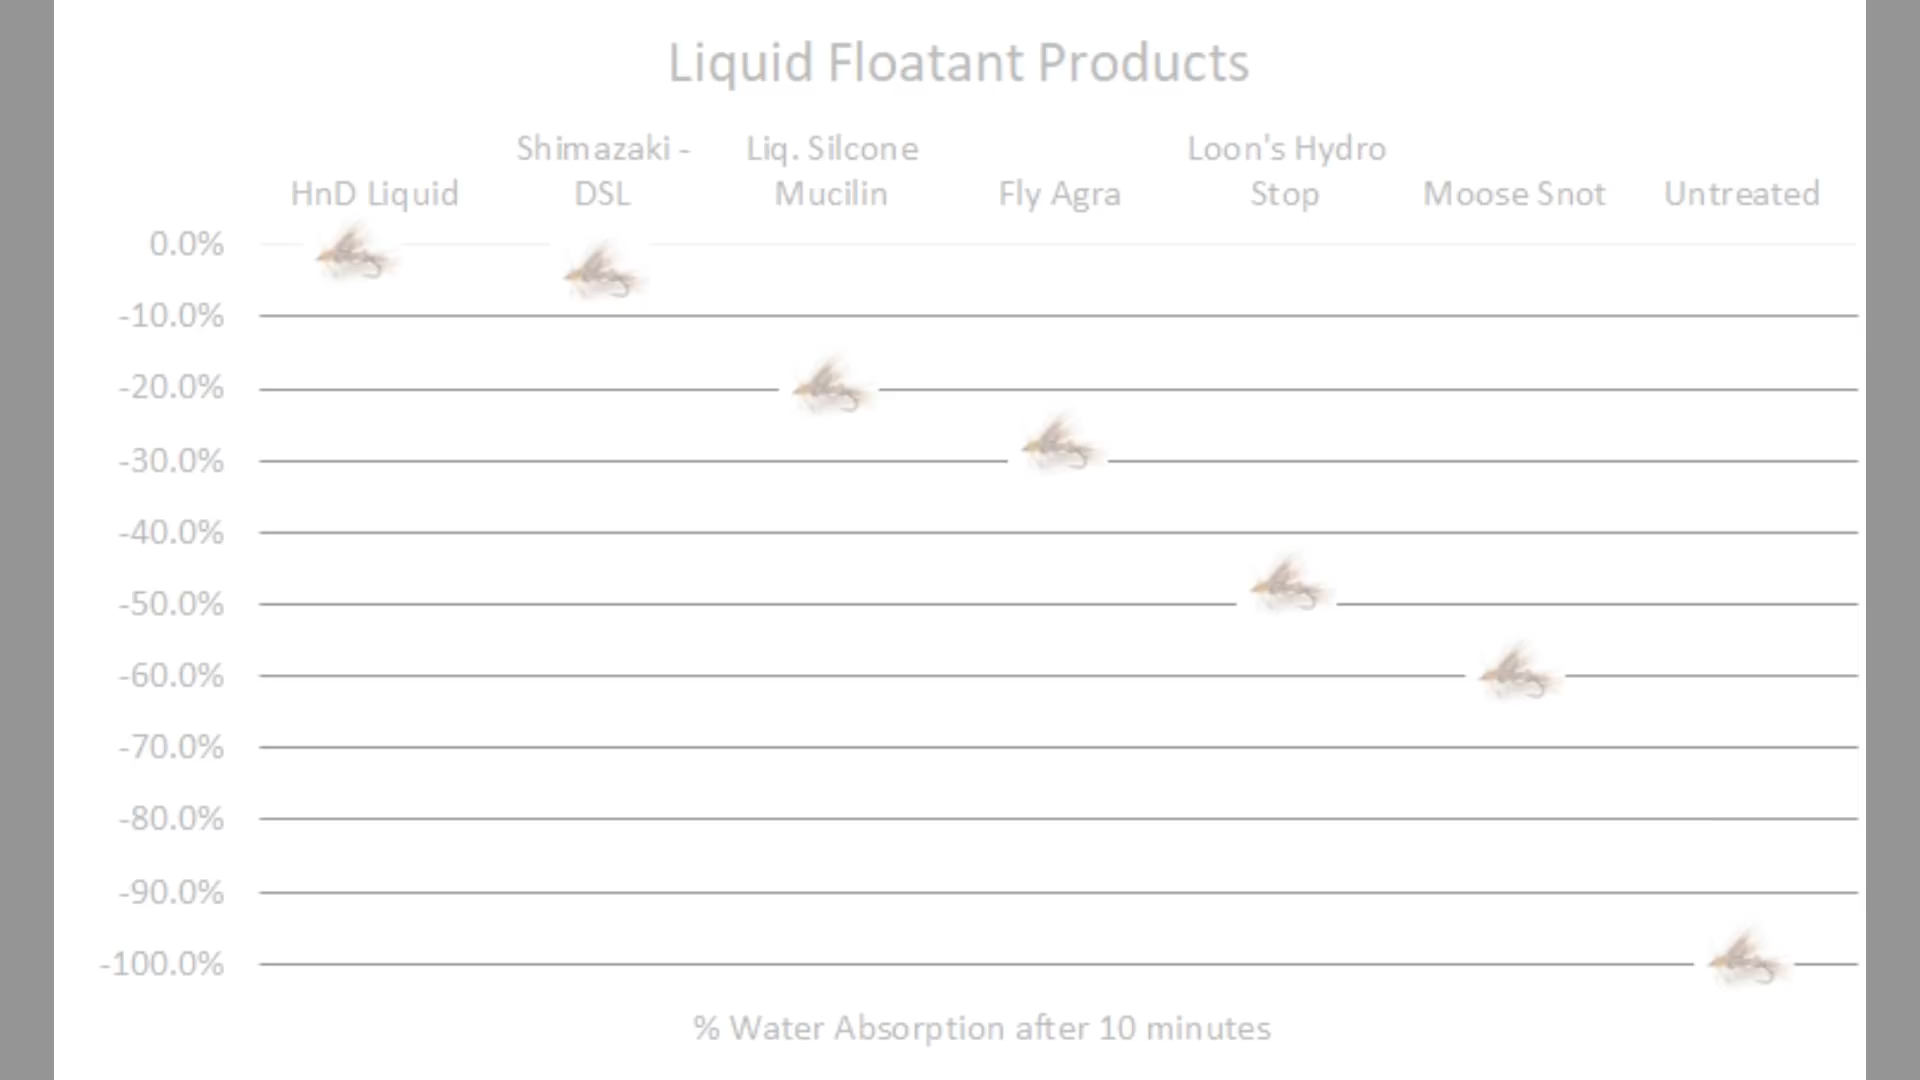 Liquid Floatant Products
HnD Liquid
Shimazaki -
DSL
Liq. Silcone
Mucilin
Fly Agra
Loon's Hydro
Stop
Moose Snot
Untreated
0.0%
-10.0%
-20.0%
-30.0%
-40.0%
-50.0%
-60.0%
-70.0%
-80.0%
-90.0%
-100.0%
% Water Absorption after 10 minutes